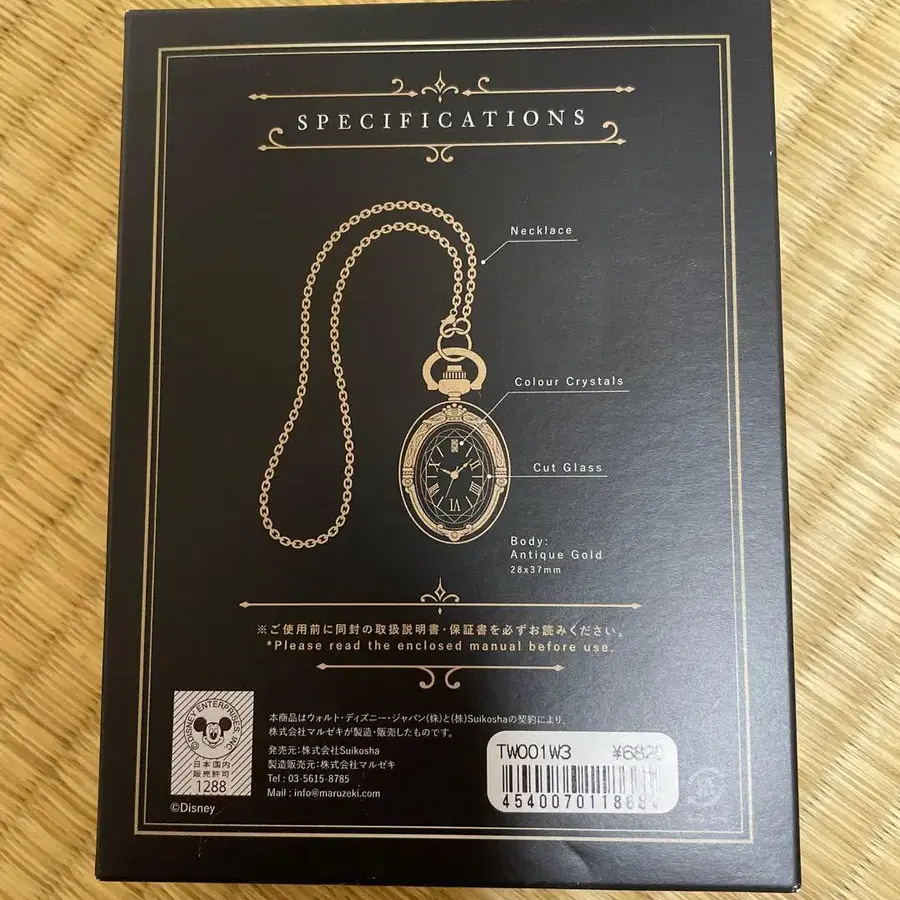 SPECIFICATIONS
Necklace
Colour Crystals
Cut Glass
Body:
Antique Gold
28x37mm
※ご使用前に同封の取扱説明書・保証書を必ずお読みください。
*Please read the enclosed manual before use.
©DISNEY ENTERPRISES, INC.
日本国内
販売許可
1288
©Disney
本商品はウォルト・ディズニー・ジャパン(株)と(株)Suikoshaの契約により、
株式会社マルゼキが製造・販売したものです。
発売元：株式会社Suikosha
製造販売元：株式会社マルゼキ
Tel : 03-5615-8785
Mail : info@maruzeki.com
TW001W3